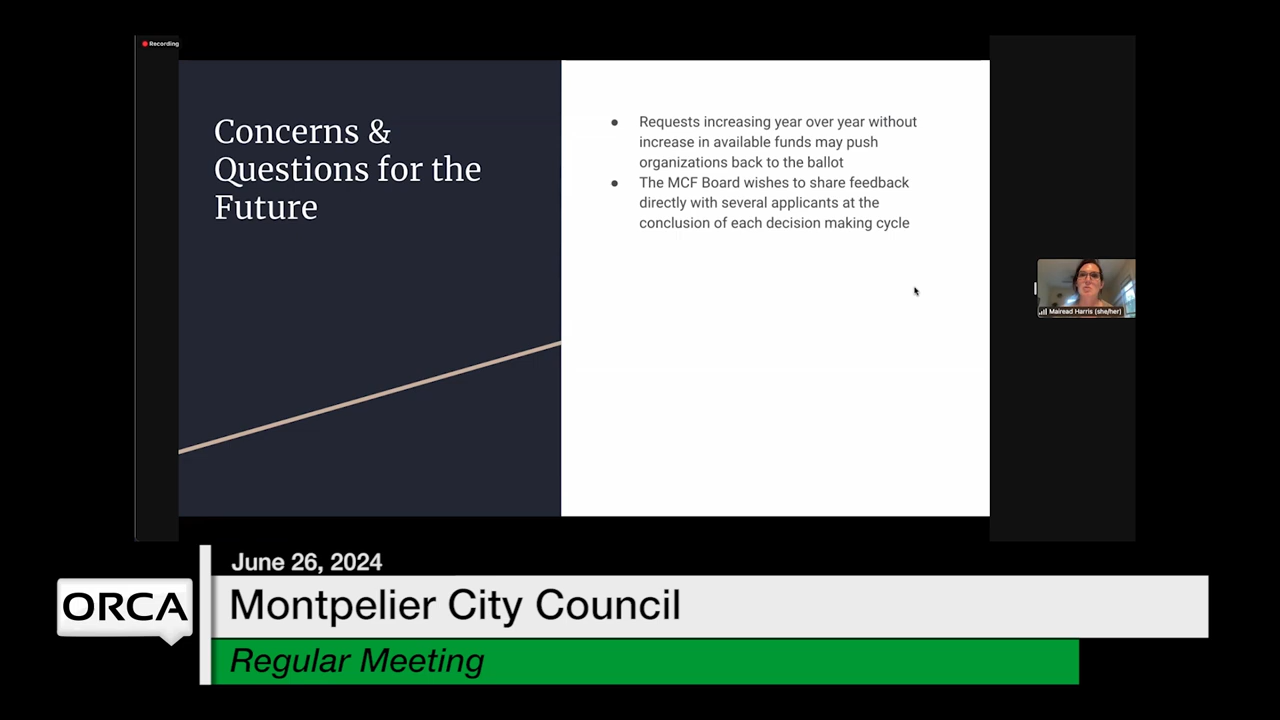 Recording
Concerns &
Questions for the
Future
● Requests increasing year over year without
increase in available funds may push
organizations back to the ballot
● The MCF Board wishes to share feedback
directly with several applicants at the
conclusion of each decision making cycle
Mairead Harris (she/her)
June 26, 2024
ORCA
Montpelier City Council
Regular Meeting